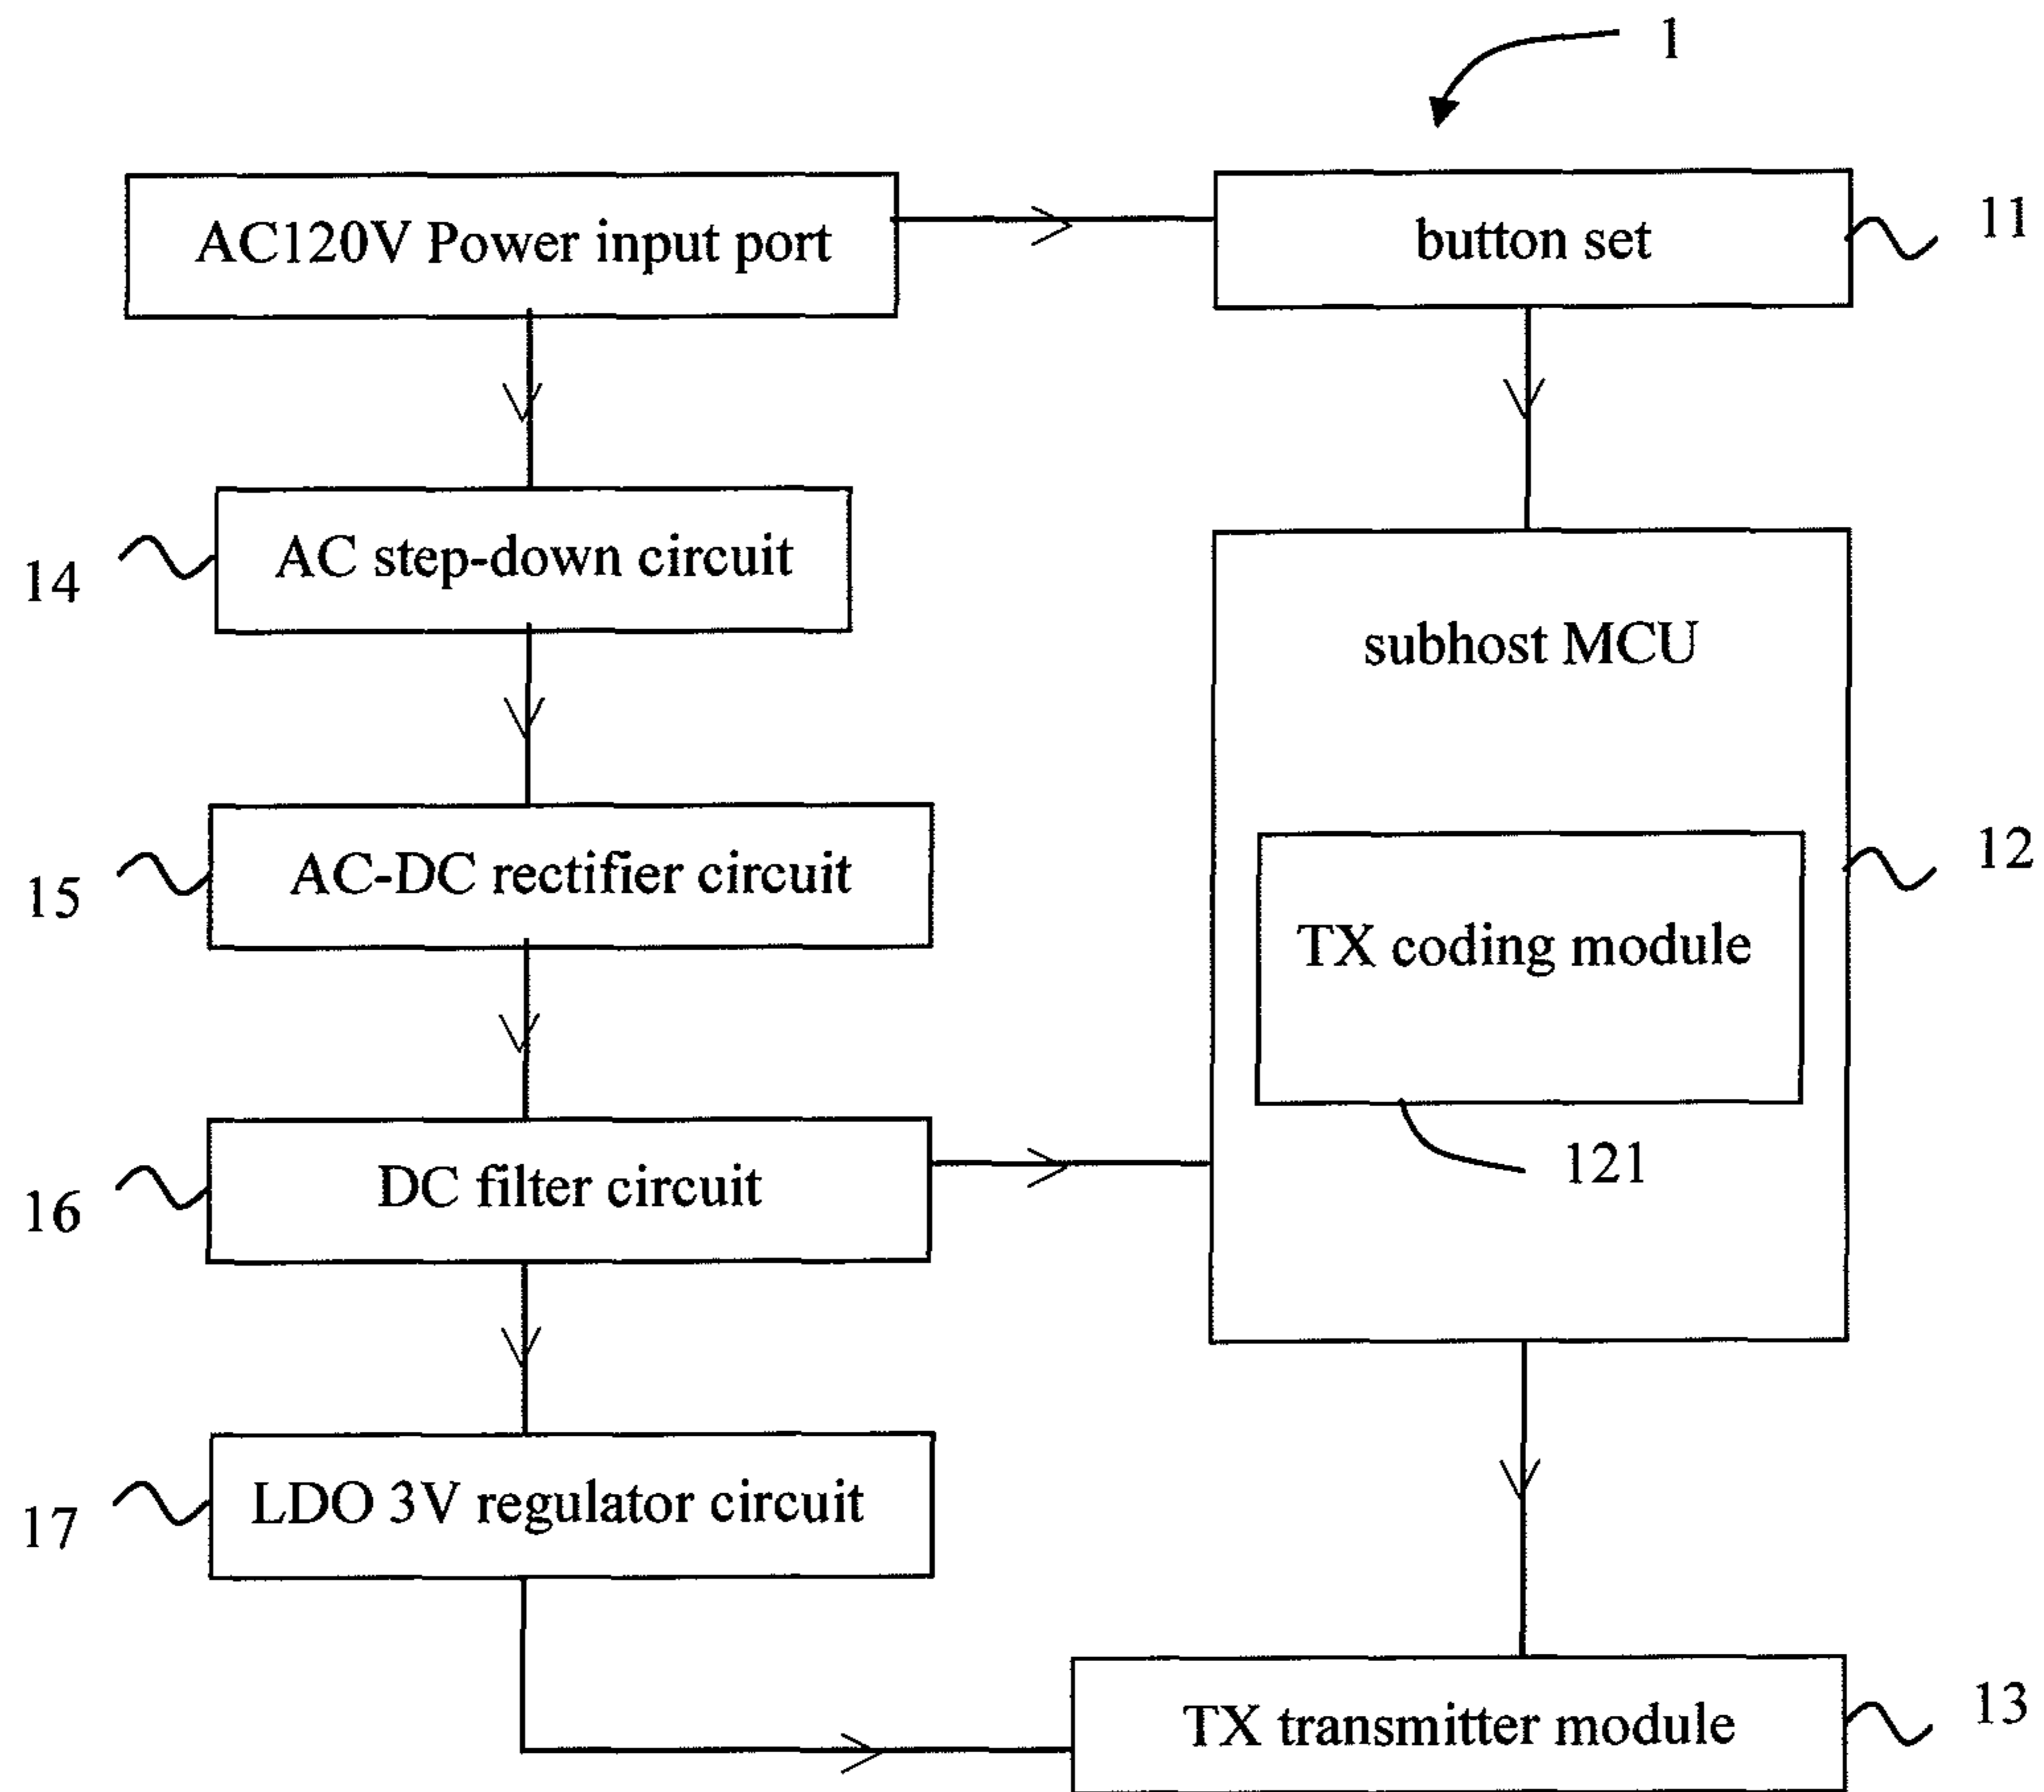 1
AC120V Power input port
button set
11
AC step-down circuit
14
subhost MCU
AC-DC rectifier circuit
15
12
TX coding module
121
DC filter circuit
16
LDO 3V regulator circuit
17
TX transmitter module
13